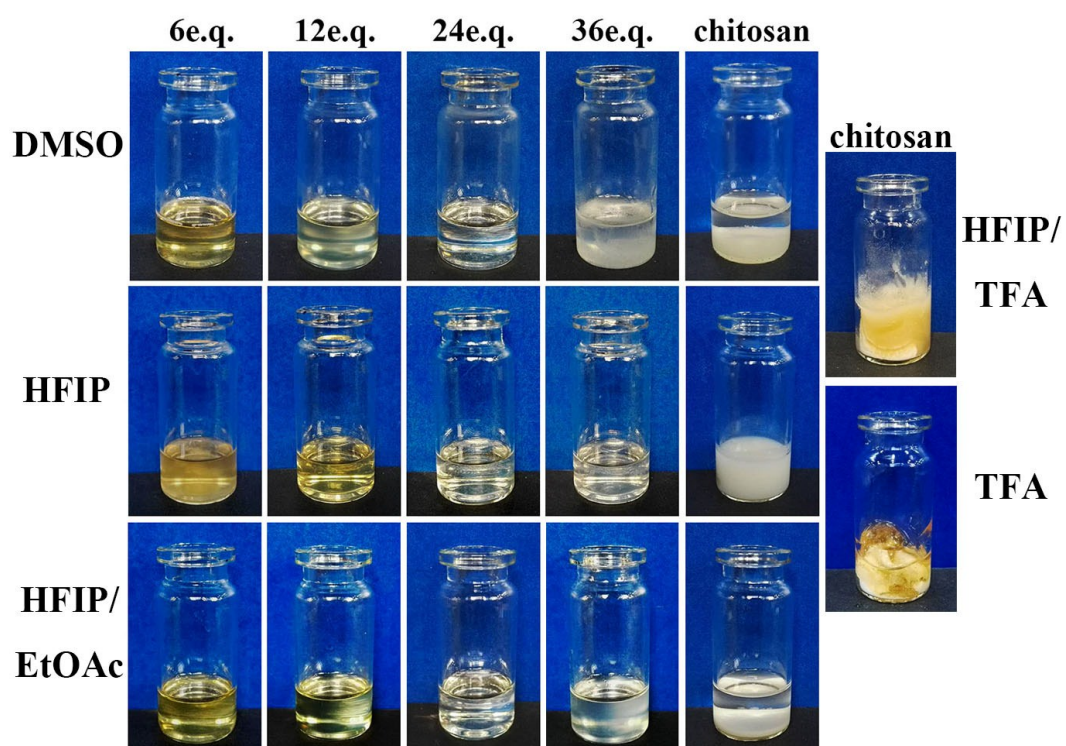 6e.q. 12e.q. 24e.q. 36e.q. chitosan
DMSO
chitosan
HFIP/
TFA
HFIP
TFA
HFIP/
EtOAc